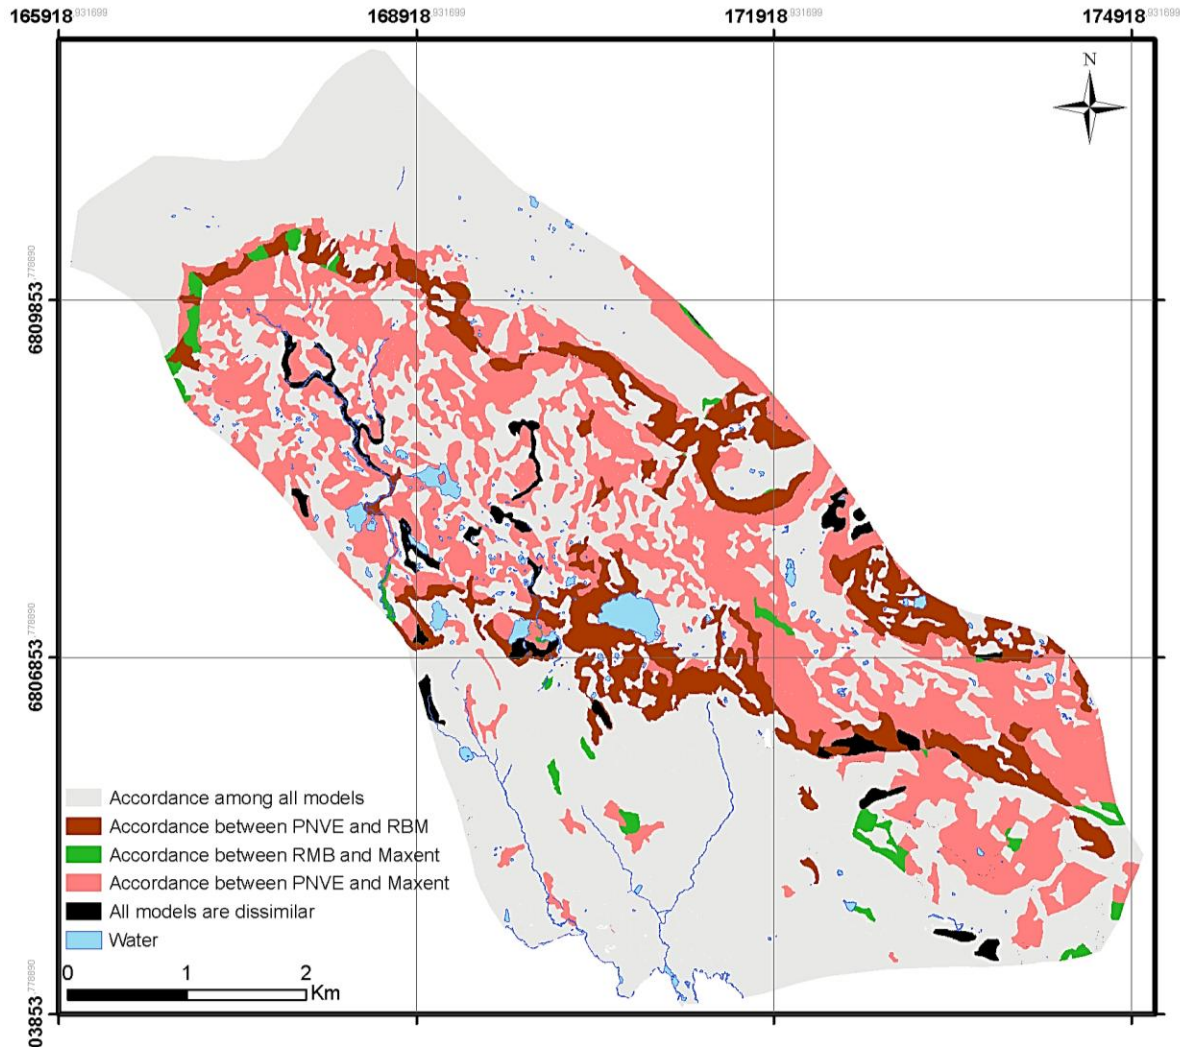 165918,931699 168918,931699 171918,931699 174918,931699
N
6809853,778890
6806853,778890
03853,778890
Accordance among all models
Accordance between PNVE and RBM
Accordance between RMB and Maxent
Accordance between PNVE and Maxent
All models are dissimilar
Water
0 1 2
Km